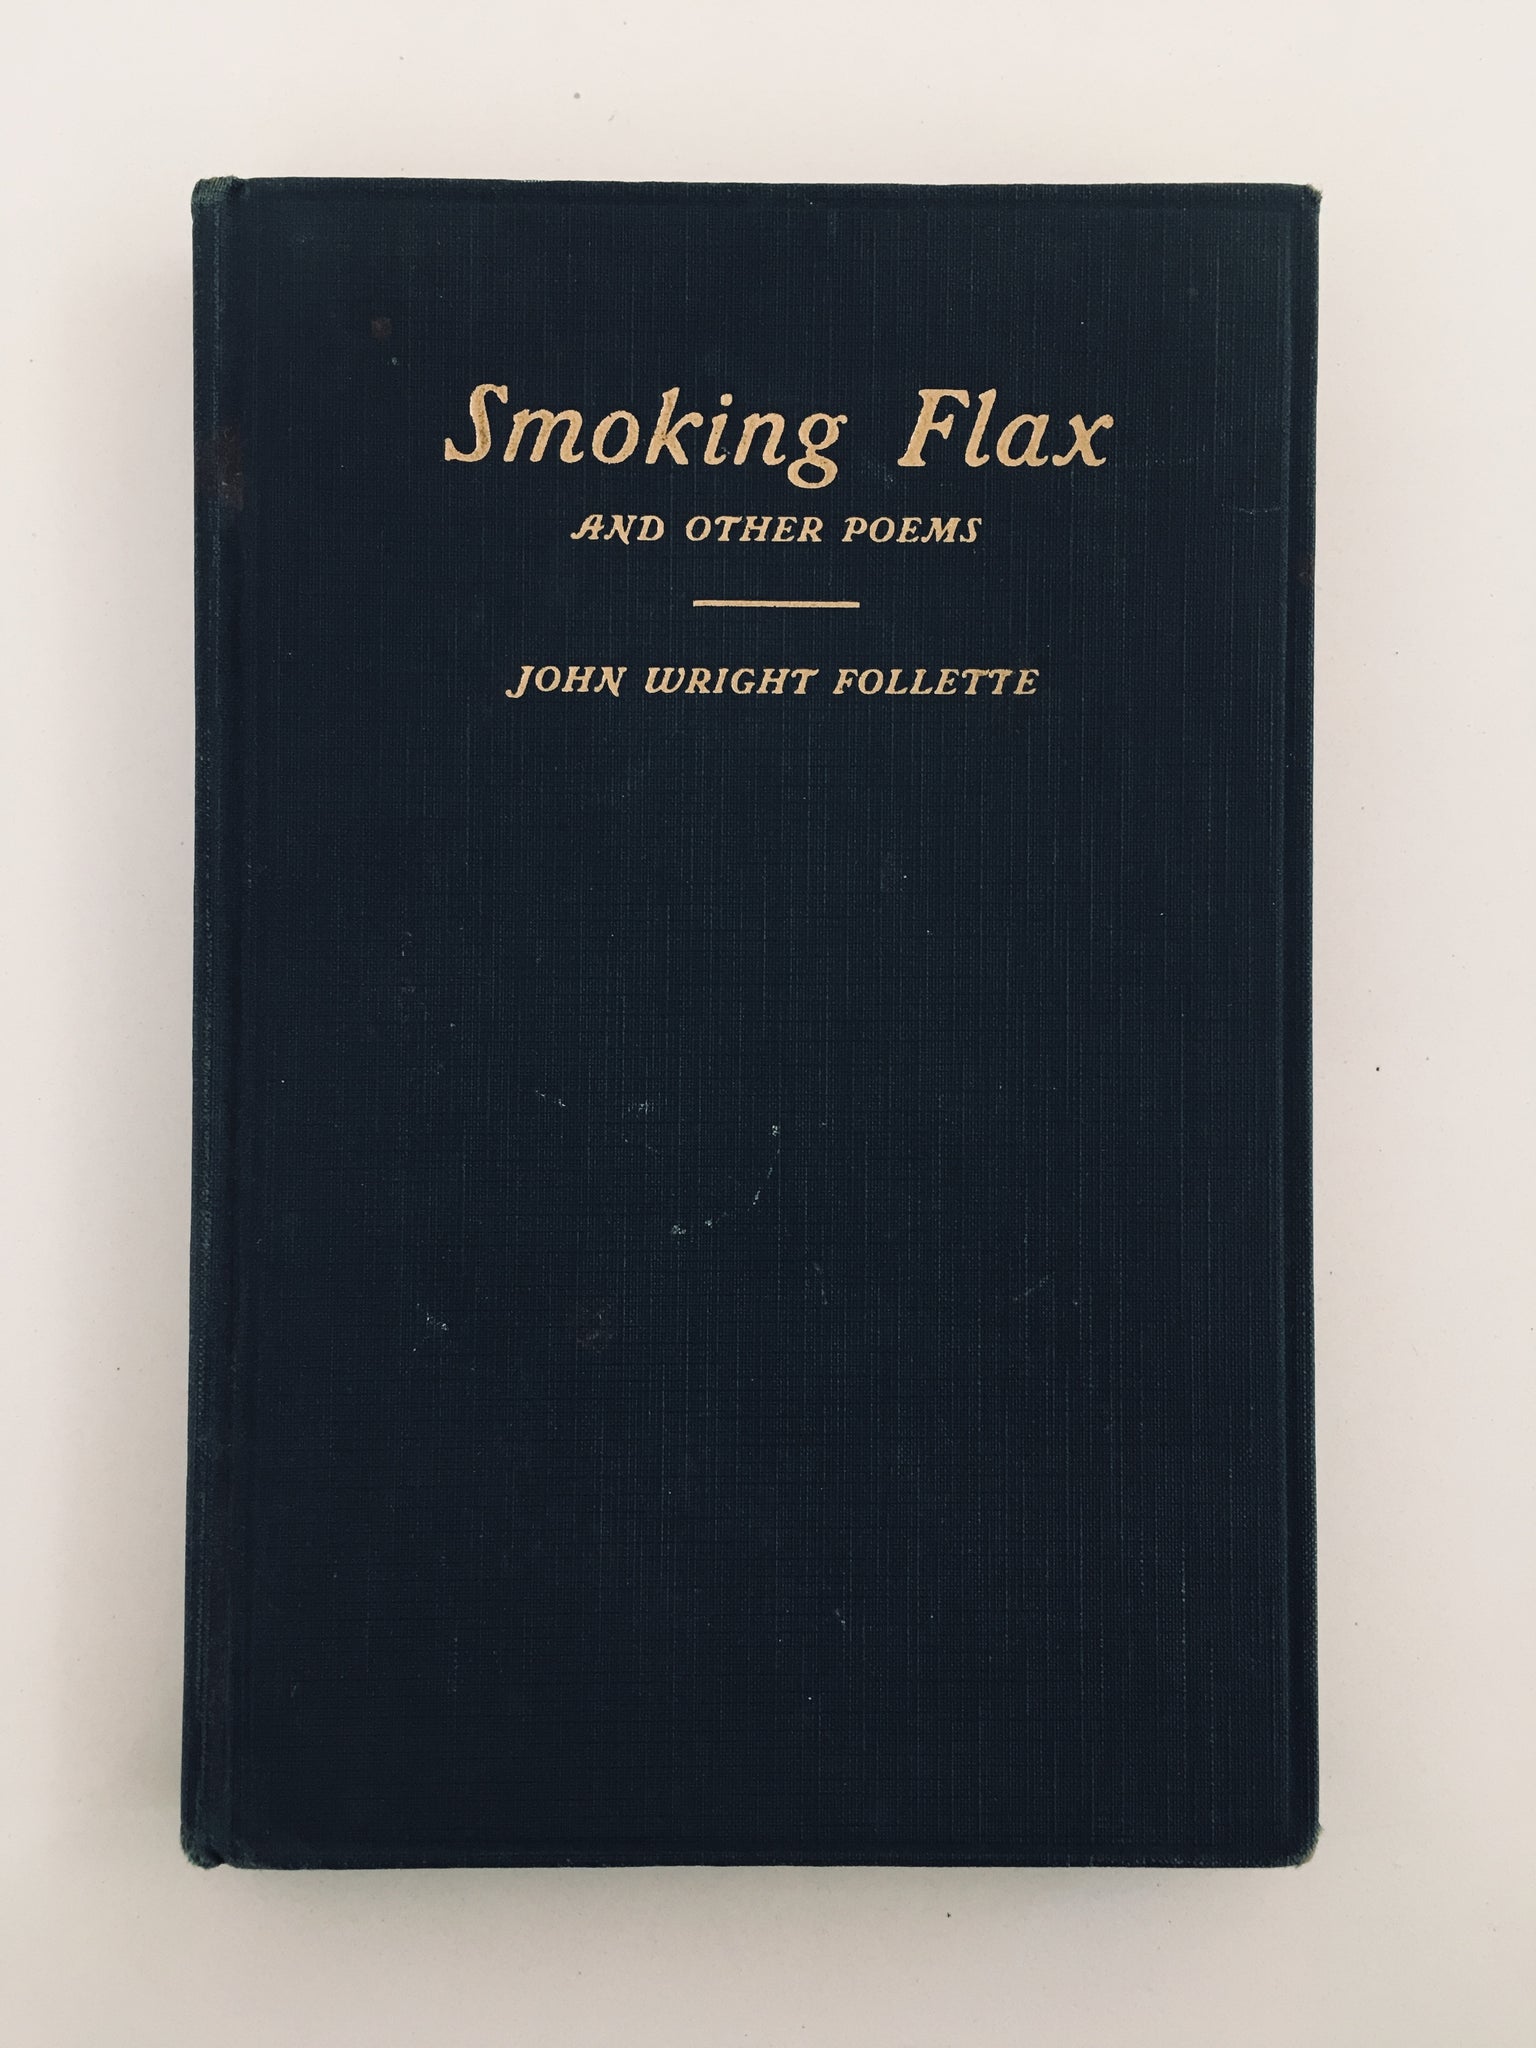 Smoking Flax
AND OTHER POEMS
JOHN WRIGHT FOLLETTE